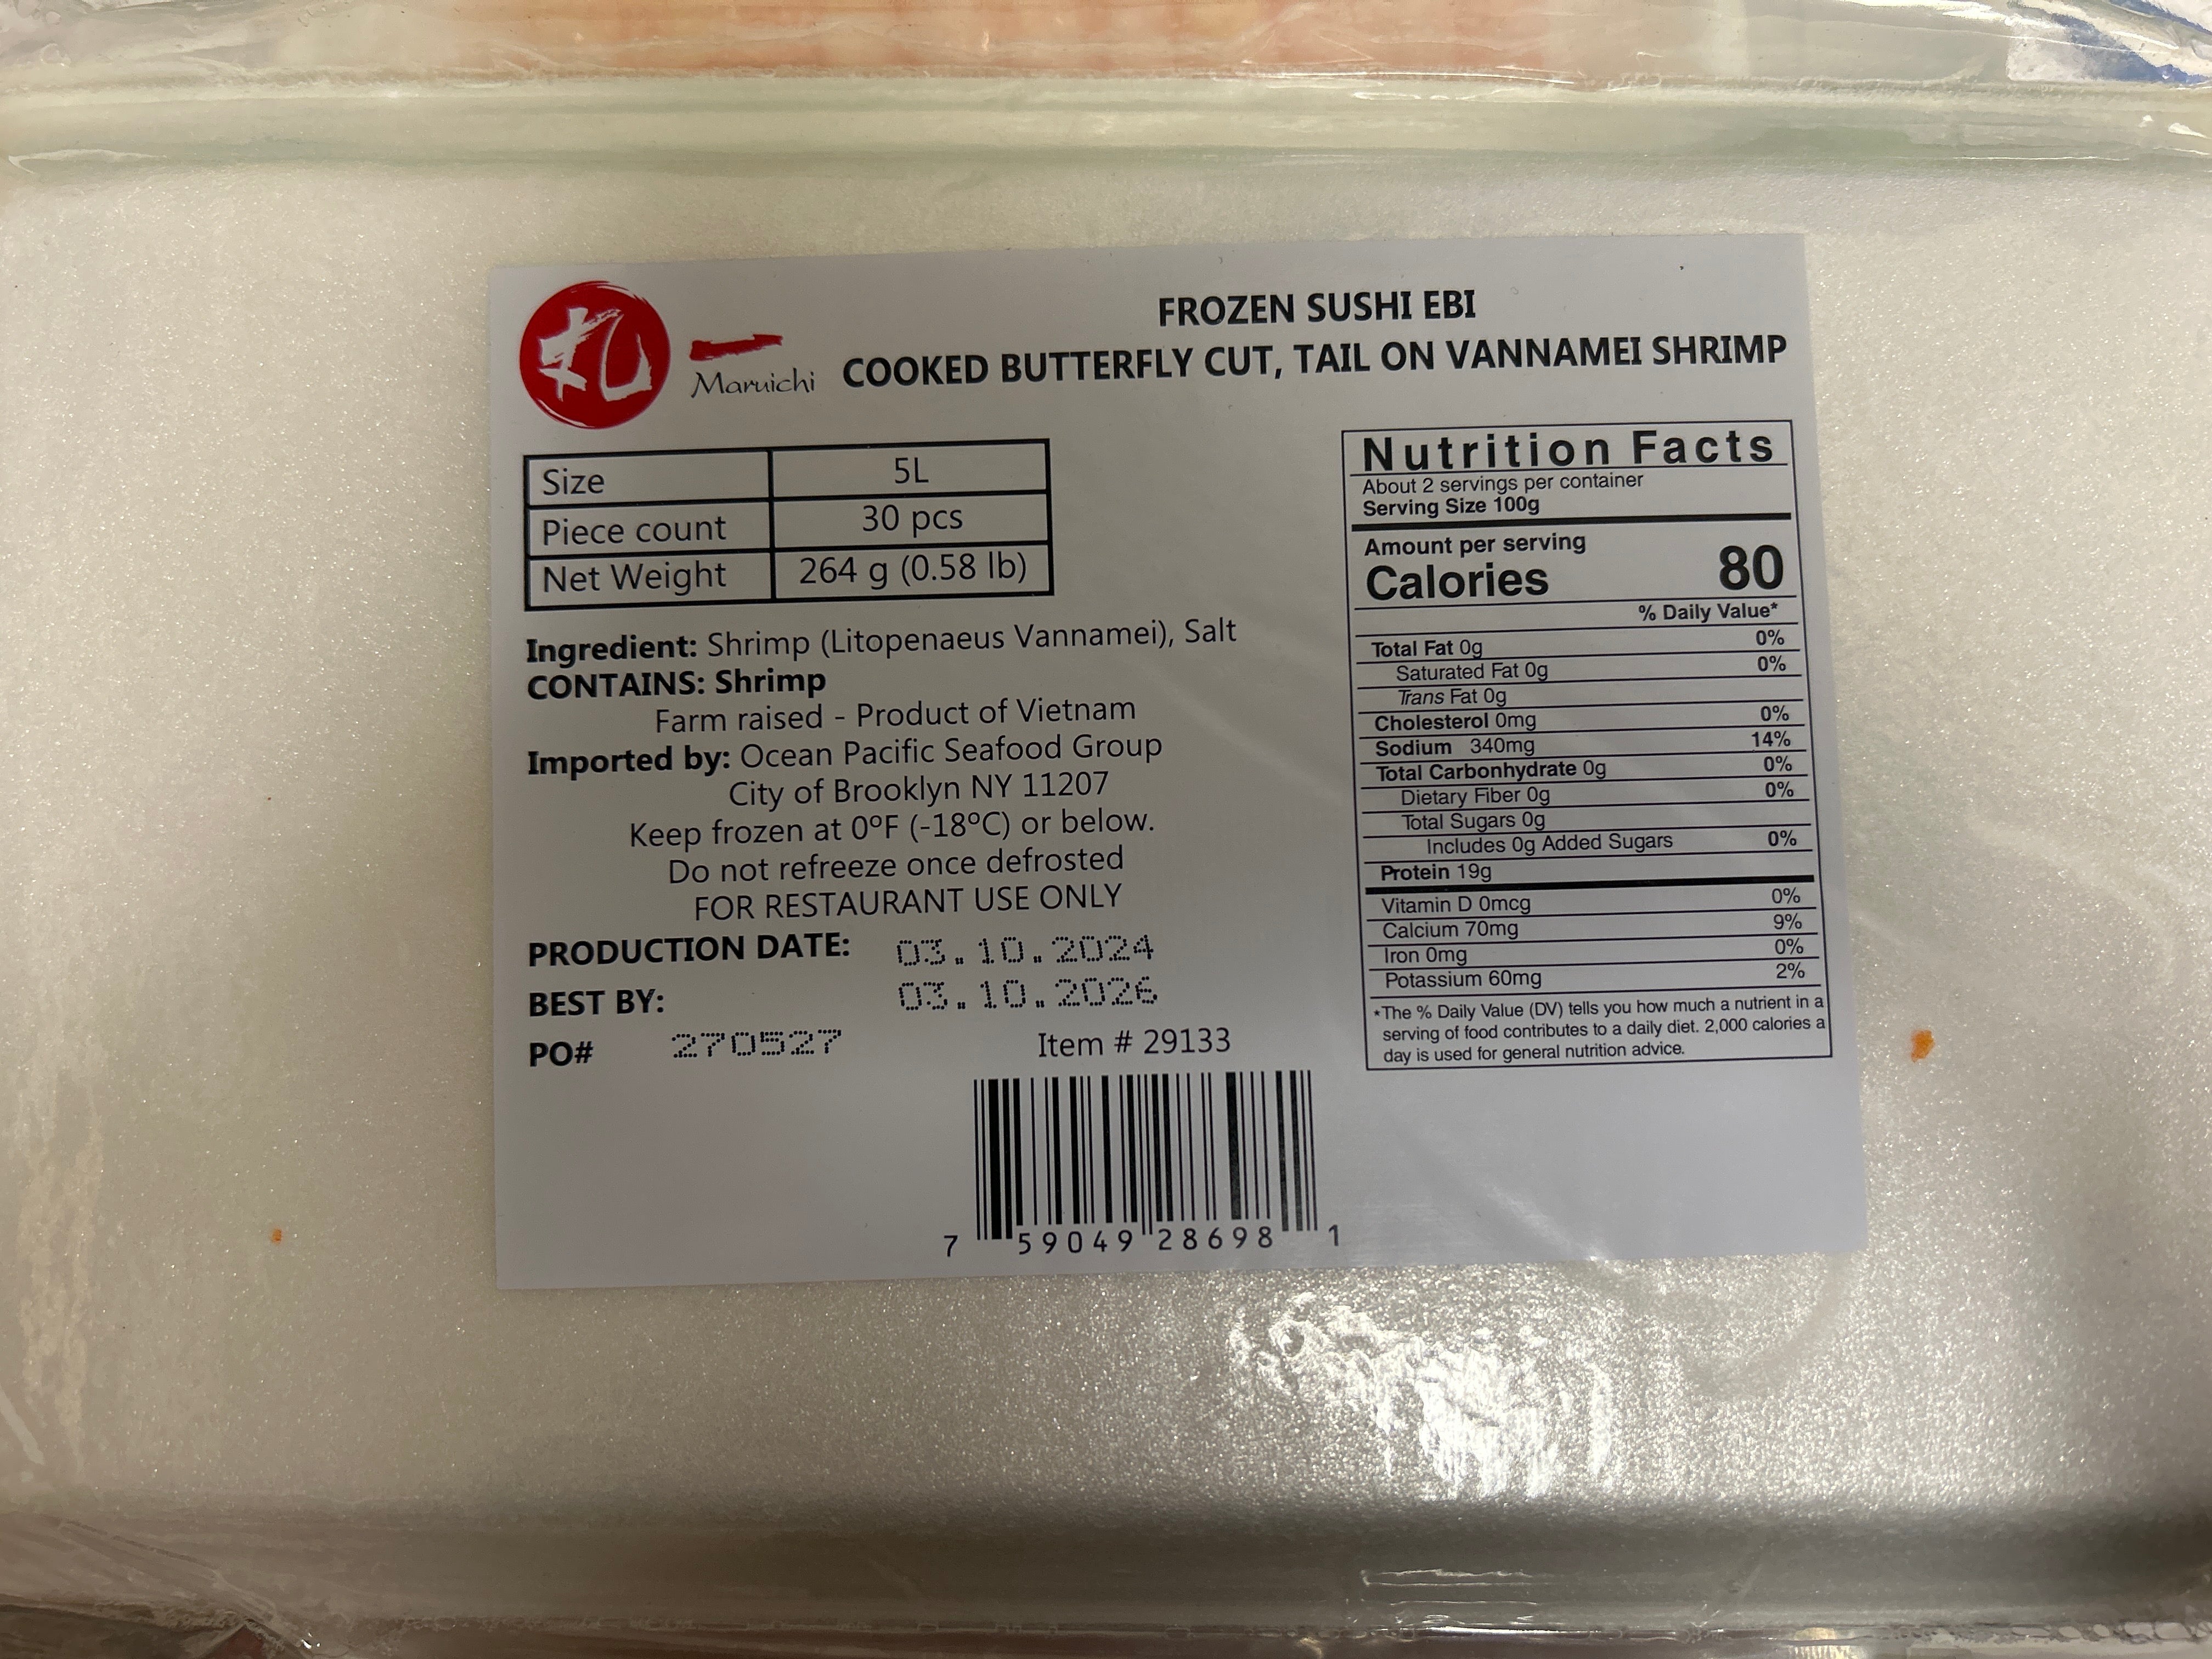 丸一
Maruichi
FROZEN SUSHI EBI
COOKED BUTTERFLY CUT, TAIL ON VANNAMEI SHRIMP
Size 5L
Piece count 30 pcs
Net Weight 264 g (0.58 lb)
Ingredient: Shrimp (Litopenaeus Vannamei), Salt
CONTAINS: Shrimp
Farm raised - Product of Vietnam
Imported by: Ocean Pacific Seafood Group
City of Brooklyn NY 11207
Keep frozen at 0ºF (-18ºC) or below.
Do not refreeze once defrosted
FOR RESTAURANT USE ONLY
PRODUCTION DATE: 03.10.2024
BEST BY: 03.10.2026
PO# 270527
Item # 29133
7 59049 28698 1
Nutrition Facts
About 2 servings per container
Serving Size 100g
Amount per serving
Calories 80
% Daily Value*
Total Fat 0g 0%
Saturated Fat 0g 0%
Trans Fat 0g
Cholesterol 0mg 0%
Sodium 340mg 14%
Total Carbonhydrate 0g 0%
Dietary Fiber 0g 0%
Total Sugars 0g
Includes 0g Added Sugars 0%
Protein 19g
Vitamin D 0mcg 0%
Calcium 70mg 9%
Iron 0mg 0%
Potassium 60mg 2%
*The % Daily Value (DV) tells you how much a nutrient in a
serving of food contributes to a daily diet. 2,000 calories a
day is used for general nutrition advice.